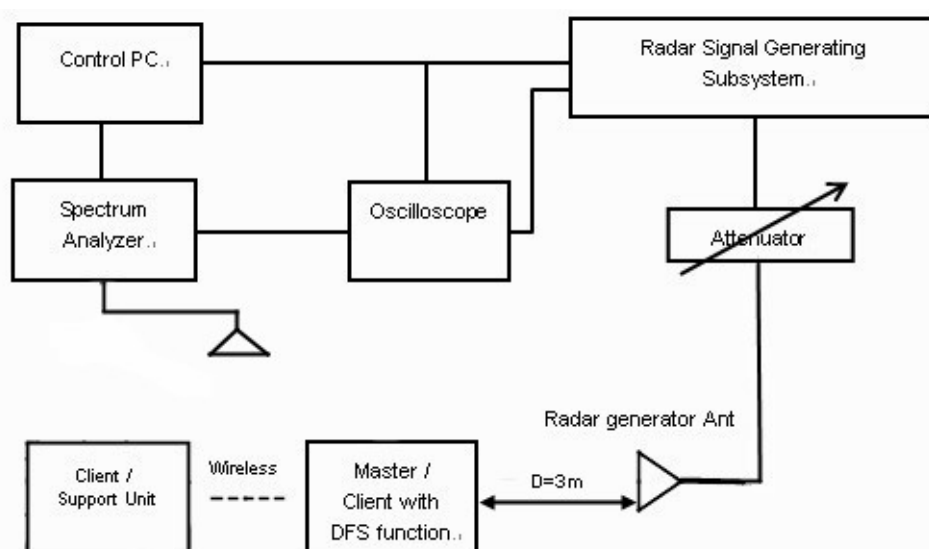 Control PC.
Radar Signal Generating
Subsystem.
Spectrum
Analyzer.
Oscilloscope
Attenuator
Radar generator Ant
Client /
Support Unit
Wireless
Master /
Client with
DFS function.
D=3m